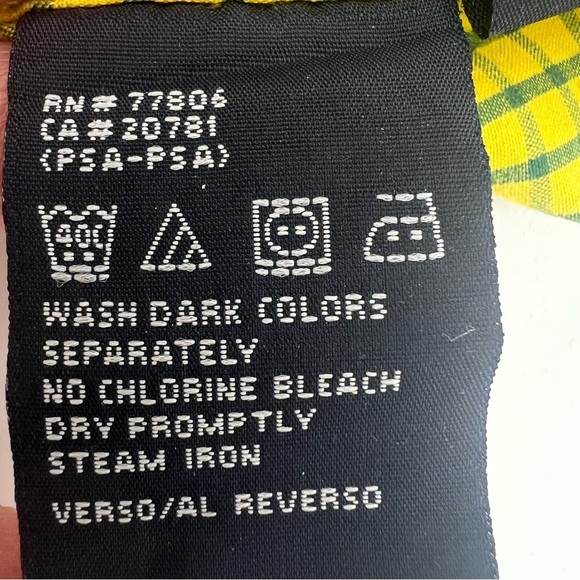 RN# 77806
CA#20781
(PSA-PSA)
40C
WASH DARK COLORS
SEPARATELY
NO CHLORINE BLEACH
DRY PROMPTLY
STEAM IRON
VERSO/AL REVERSO